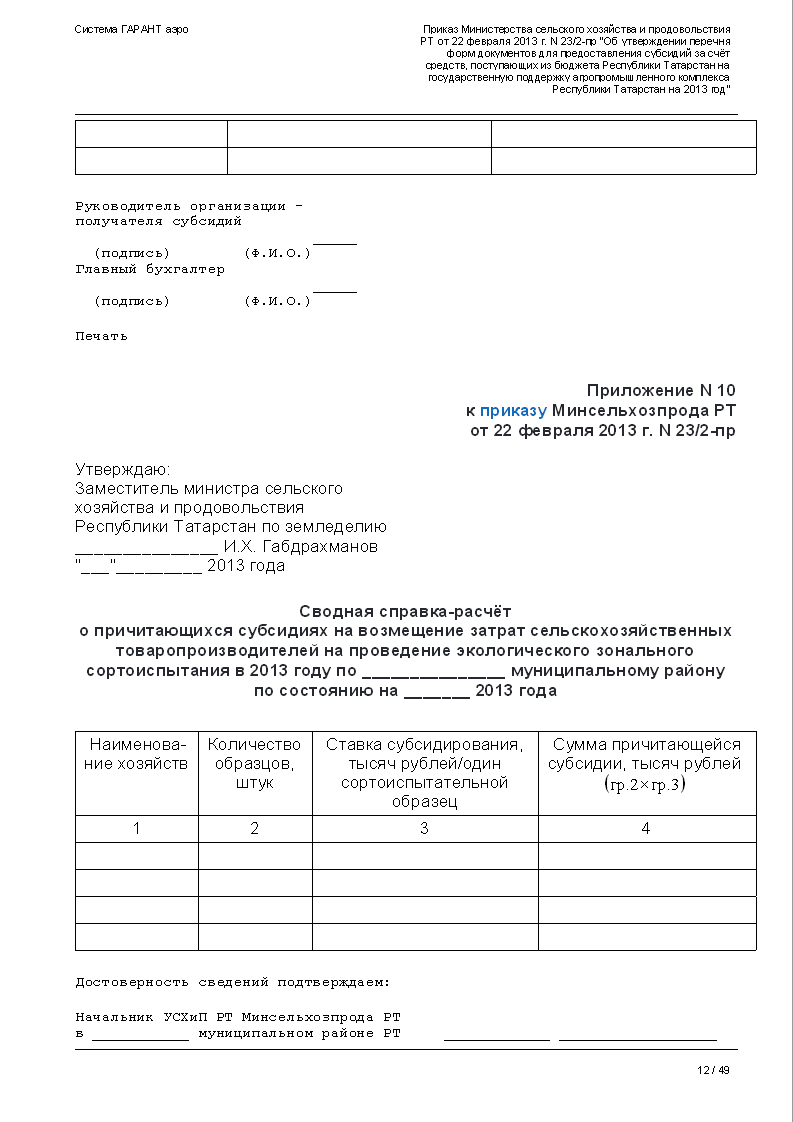 Система ГАРАНТ аэро
Приказ Министерства сельского хозяйства и продовольствия
РТ от 22 февраля 2013 г. N 23/2-пр "Об утверждении перечня
форм документов для предоставления субсидий за счёт
средств, поступающих из бюджета Республики Татарстан на
государственную поддержку агропромышленного комплекса
Республики Татарстан на 2013 год"
Руководитель организации -
получателя субсидий
______
(подпись) (Ф.И.О.)
Главный бухгалтер
______
(подпись) (Ф.И.О.)
Печать
Приложение N 10
к приказу Минсельхозпрода РТ
от 22 февраля 2013 г. N 23/2-пр
Утверждаю:
Заместитель министра сельского
хозяйства и продовольствия
Республики Татарстан по земледелию
_______________ И.Х. Габдрахманов
"___"_________ 2013 года
Сводная справка-расчёт
о причитающихся субсидиях на возмещение затрат сельскохозяйственных
товаропроизводителей на проведение экологического зонального
сортоиспытания в 2013 году по _______________ муниципальному району
по состоянию на _______ 2013 года
Наименова- Количество Ставка субсидирования, Сумма причитающейся
ние хозяйств образцов, тысяч рублей/один субсидии, тысяч рублей
штук сортоиспытательной (гр.2×гр.3)
образец
1 2 3 4
Достоверность сведений подтверждаем:
Начальник УСХиП РТ Минсельхозпрода РТ
в ___________ муниципальном районе РТ ____________ __________________
12 / 49